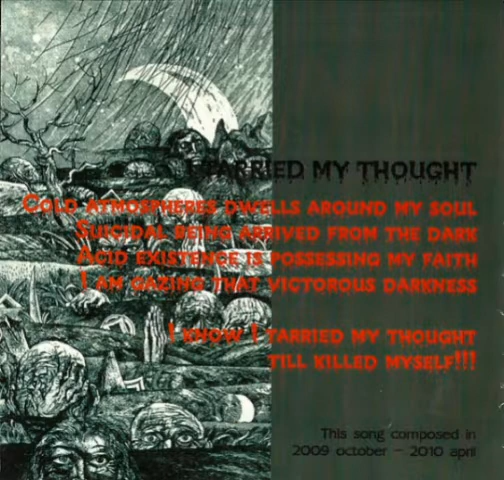 I TARRIED MY THOUGHT
COLD ATMOSPHERES DWELLS AROUND MY SOUL
SUICIDAL BEING ARRIVED FROM THE DARK
ACID EXISTENCE IS POSSESSING MY FAITH
I AM GAZING THAT VICTOROUS DARKNESS
I KNOW I TARRIED MY THOUGHT
TILL KILLED MYSELF!!!
This song composed in
2009 october – 2010 april